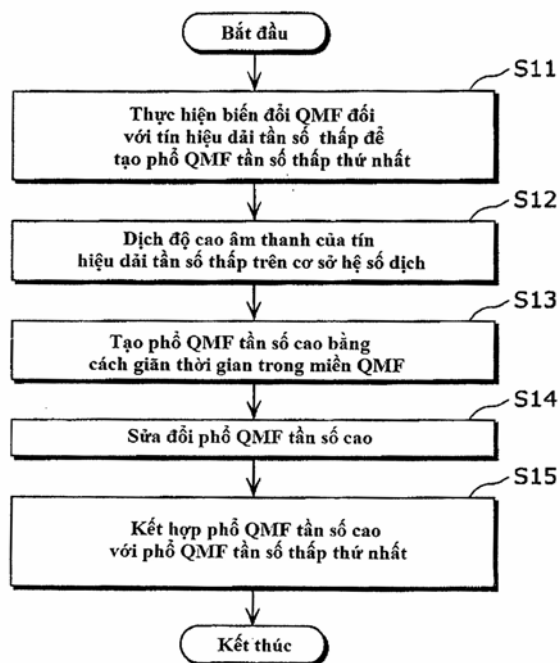 Bắt đầu
S11
Thực hiện biến đổi QMF đối
với tín hiệu dải tần số thấp để
tạo phổ QMF tần số thấp thứ nhất
S12
Dịch độ cao âm thanh của tín
hiệu dải tần số thấp trên cơ sở hệ số dịch
S13
Tạo phổ QMF tần số cao bằng
cách giãn thời gian trong miền QMF
S14
Sửa đổi phổ QMF tần số cao
S15
Kết hợp phổ QMF tần số cao
với phổ QMF tần số thấp thứ nhất
Kết thúc